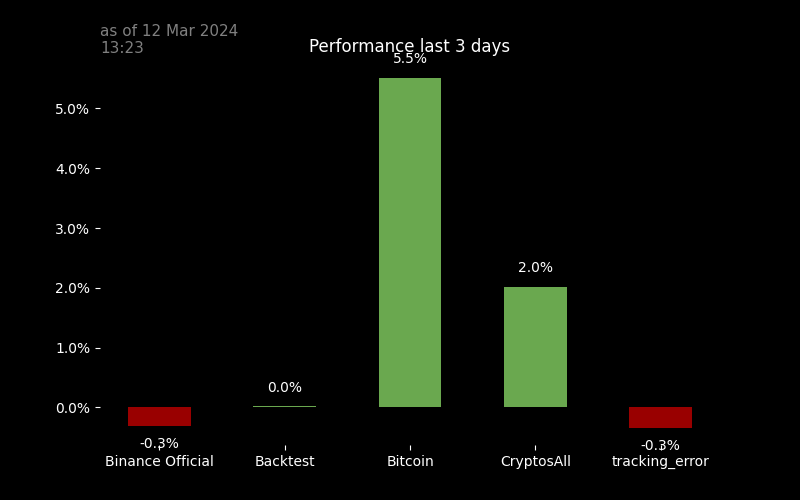 as of 12 Mar 2024
13:23
Performance last 3 days
5.5%
5.0%
4.0%
3.0%
2.0%
2.0%
1.0%
0.0%
0.0%
-0.3%
-0.3%
Binance Official
Backtest
Bitcoin
CryptosAll
tracking_error